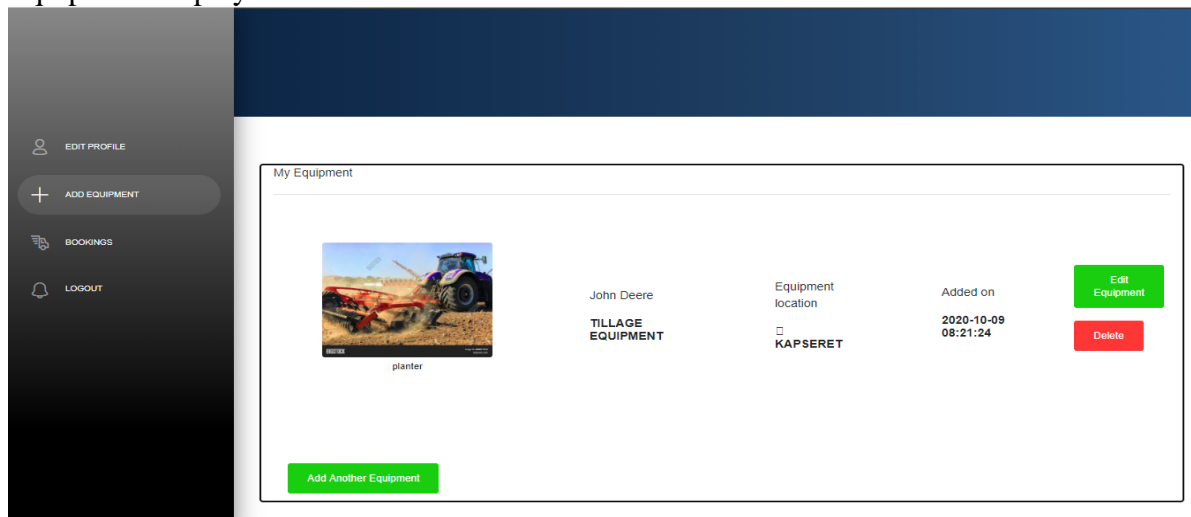 EDIT PROFILE
ADD EQUIPMENT
BOOKINGS
LOGOUT
My Equipment
planter
John Deere
TILLAGE
EQUIPMENT
Equipment
location
KAPSERET
Added on
2020-10-09
08:21:24
Edit
Equipment
Delete
Add Another Equipment